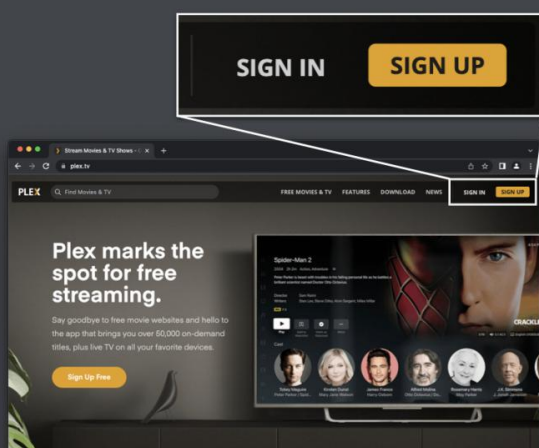 SIGN IN
SIGN UP
Stream Movies & TV Shows
plex.tv
PLEX
Find Movies & TV
FREE MOVIES & TV
FEATURES
DOWNLOAD
NEWS
SIGN IN
SIGN UP
Plex marks the
spot for free
streaming.
Say goodbye to free movie websites and hello to
the app that brings you over 50,000 on-demand
titles, plus live TV on all your favorite devices.
Sign Up Free
Spider-Man 2
Director
Writers
Play
CRACKLE
Cast
Tobey Maguire
Kirsten Dunst
James Franco
Alfred Molina
Rosemary Harris
J.K. Simmons